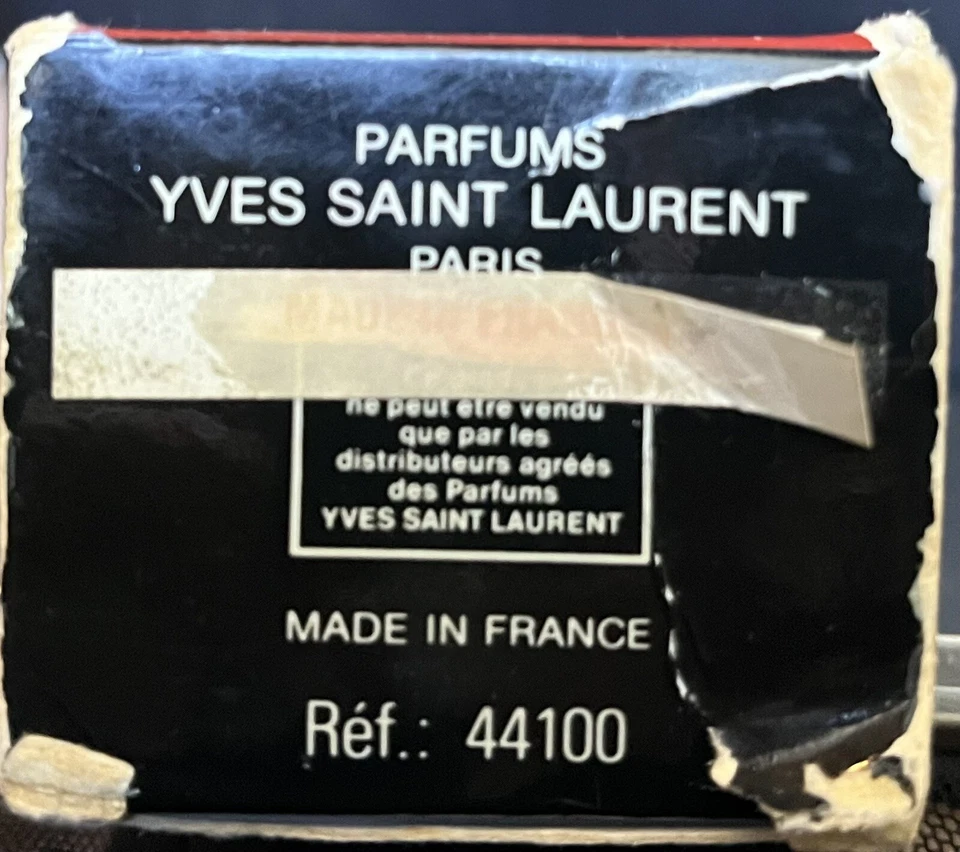 PARFUMS
YVES SAINT LAURENT
PARIS
ne peut être vendu
que par les
distributeurs agréés
des Parfums
YVES SAINT LAURENT
MADE IN FRANCE
Réf.: 44100